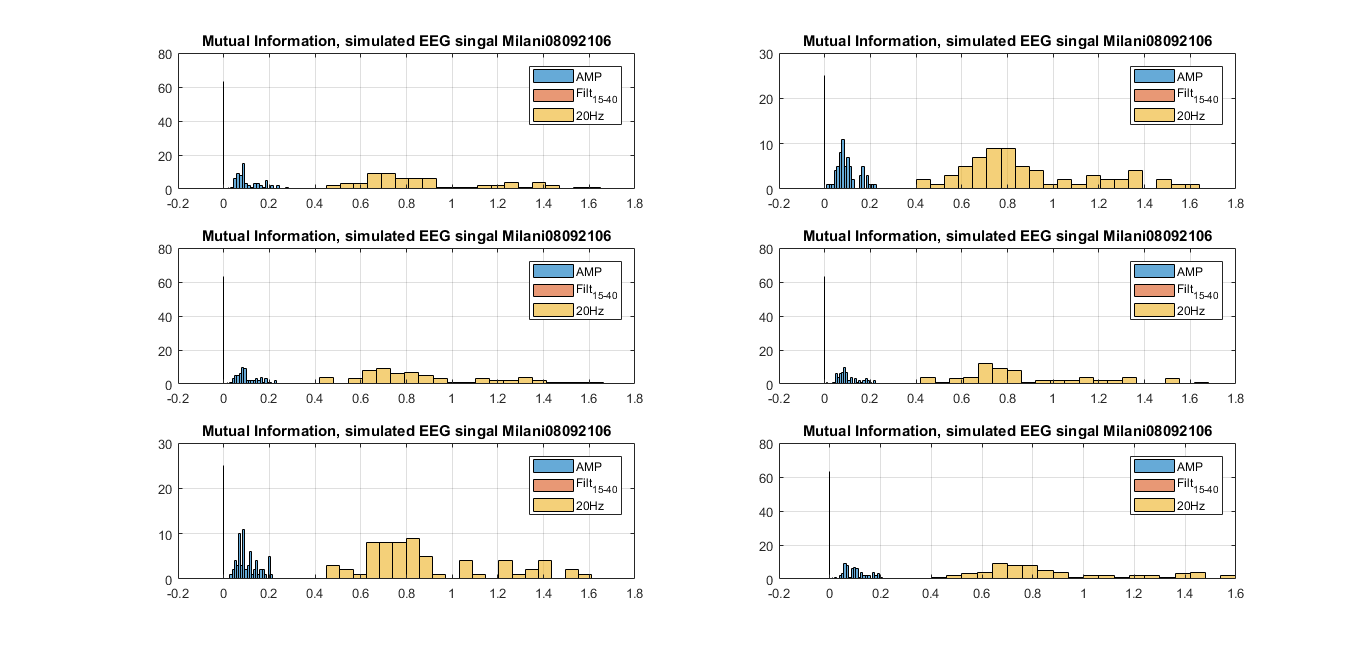 Mutual Information, simulated EEG singal Milani08092106
80
60
40
20
0
-0.2 0 0.2 0.4 0.6 0.8 1 1.2 1.4 1.6 1.8
AMP
Filt15-40
20Hz
Mutual Information, simulated EEG singal Milani08092106
30
20
10
0
-0.2 0 0.2 0.4 0.6 0.8 1 1.2 1.4 1.6 1.8
AMP
Filt15-40
20Hz
Mutual Information, simulated EEG singal Milani08092106
80
60
40
20
0
-0.2 0 0.2 0.4 0.6 0.8 1 1.2 1.4 1.6 1.8
AMP
Filt15-40
20Hz
Mutual Information, simulated EEG singal Milani08092106
80
60
40
20
0
-0.2 0 0.2 0.4 0.6 0.8 1 1.2 1.4 1.6 1.8
AMP
Filt15-40
20Hz
Mutual Information, simulated EEG singal Milani08092106
30
20
10
0
-0.2 0 0.2 0.4 0.6 0.8 1 1.2 1.4 1.6 1.8
AMP
Filt15-40
20Hz
Mutual Information, simulated EEG singal Milani08092106
80
60
40
20
0
-0.2 0 0.2 0.4 0.6 0.8 1 1.2 1.4 1.6
AMP
Filt15-40
20Hz